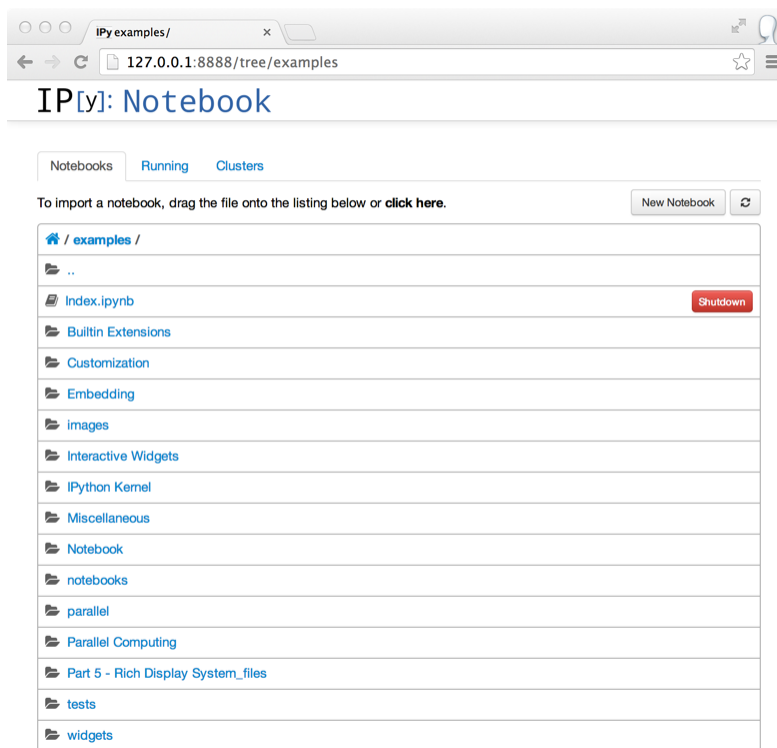 IPy examples/
127.0.0.1:8888/tree/examples
IP[y]: Notebook
Notebooks Running Clusters
To import a notebook, drag the file onto the listing below or click here. New Notebook
/ examples /
..
Index.ipynb Shutdown
Builtin Extensions
Customization
Embedding
images
Interactive Widgets
IPython Kernel
Miscellaneous
Notebook
notebooks
parallel
Parallel Computing
Part 5 - Rich Display System_files
tests
widgets